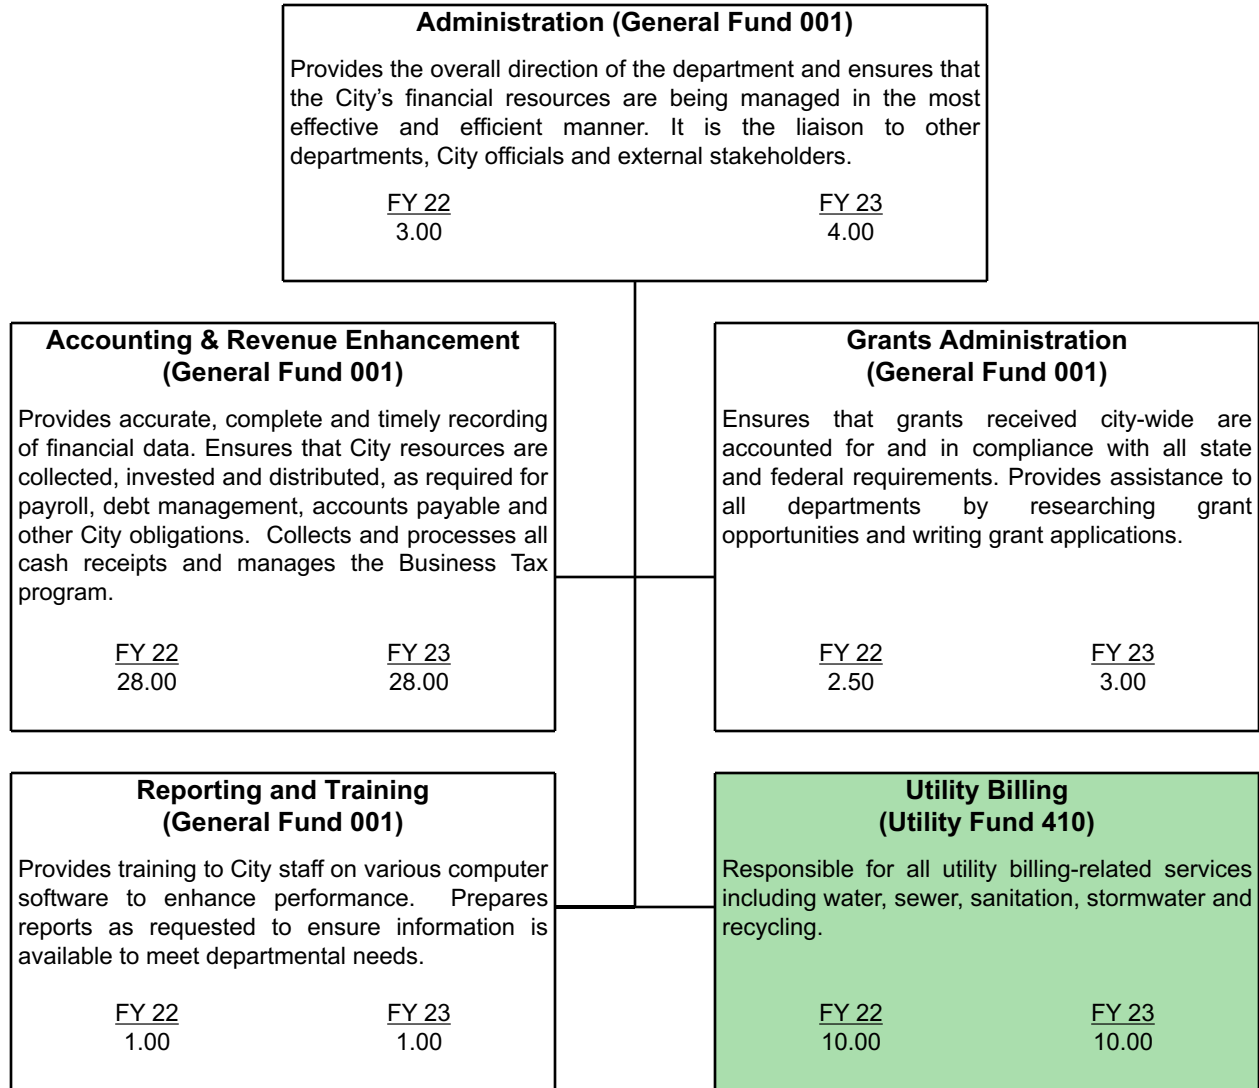 Administration (General Fund 001)
Provides the overall direction of the department and ensures that
the City’s financial resources are being managed in the most
effective and efficient manner. It is the liaison to other
departments, City officials and external stakeholders.
FY 22 FY 23
3.00 4.00
Accounting & Revenue Enhancement
(General Fund 001)
Provides accurate, complete and timely recording
of financial data. Ensures that City resources are
collected, invested and distributed, as required for
payroll, debt management, accounts payable and
other City obligations.  Collects and processes all
cash receipts and manages the Business Tax
program.
FY 22 FY 23
28.00 28.00
Grants Administration
(General Fund 001)
Ensures that grants received city-wide are
accounted for and in compliance with all state
and federal requirements. Provides assistance to
all departments by researching grant
opportunities and writing grant applications.
FY 22 FY 23
2.50 3.00
Reporting and Training
(General Fund 001)
Provides training to City staff on various computer
software to enhance performance.  Prepares
reports as requested to ensure information is
available to meet departmental needs.
FY 22 FY 23
1.00 1.00
Utility Billing
(Utility Fund 410)
Responsible for all utility billing-related services
including water, sewer, sanitation, stormwater and
recycling.
FY 22 FY 23
10.00 10.00